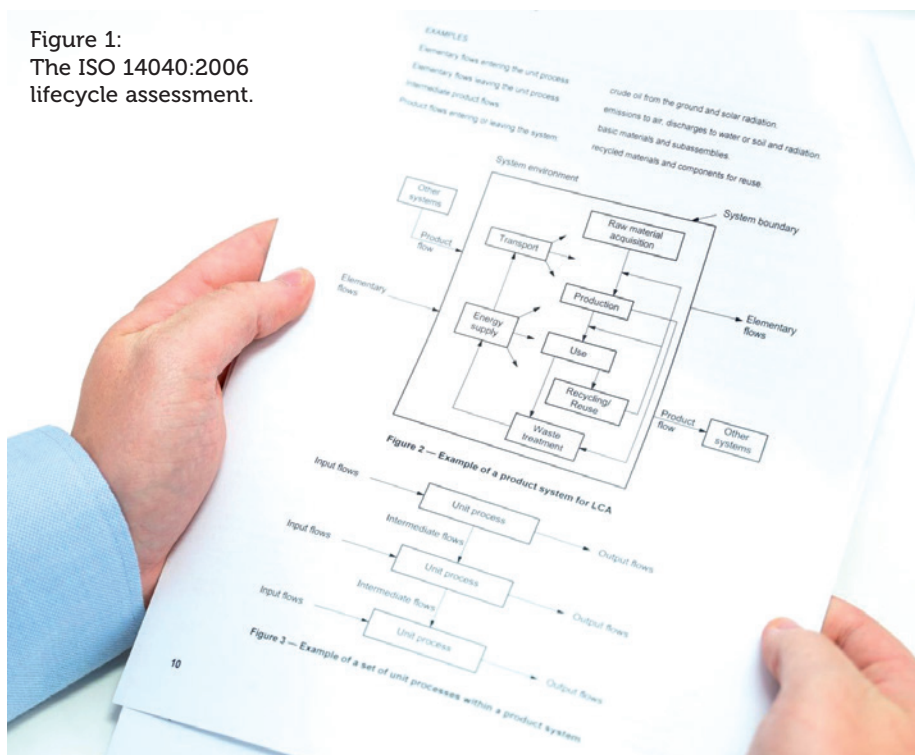 Figure 1:
The ISO 14040:2006
lifecycle assessment.
EXAMPLES
Elementary flows entering the unit process
Elementary flows leaving the unit process
Intermediate product flows
Product flows entering or leaving the system
crude oil from the ground and solar radiation.
emissions to air, discharges to water or soil and radiation.
basic materials and subassemblies.
recycled materials and components for reuse.
System environment
System boundary
Other
systems
Product
flow
Raw material
acquisition
Transport
Elementary
flows
Production
Energy
supply
Elementary
flows
Use
Recycling/
Reuse
Waste
treatment
Product
flow
Other
systems
Figure 2 — Example of a product system for LCA
Input flows
Unit process
Intermediate flows
Output flows
Input flows
Unit process
Intermediate flows
Output flows
Input flows
Unit process
Output flows
Figure 3 — Example of a set of unit processes within a product system
10